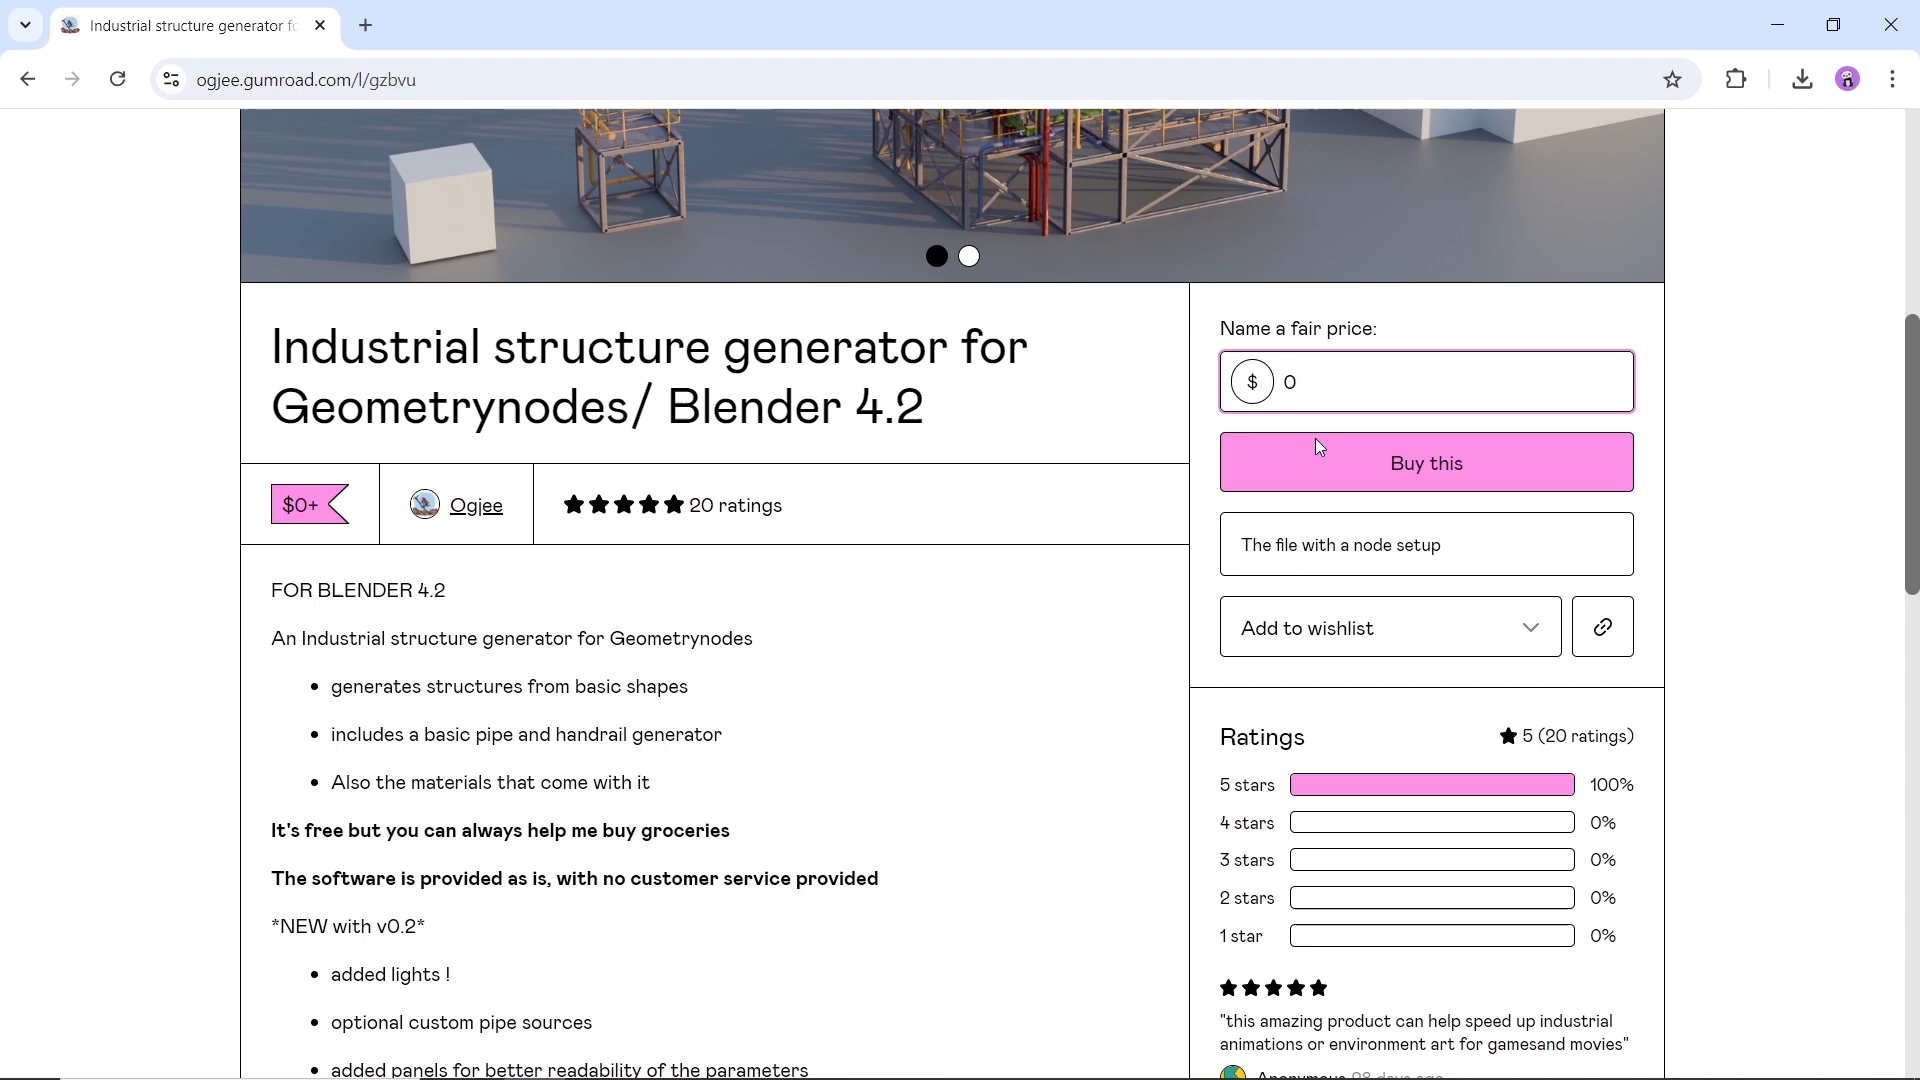 Industrial structure generator fo
ogjee.gumroad.com/l/gzbvu
Industrial structure generator for
Geometrynodes/ Blender 4.2
$0+
Ogjee
20 ratings
FOR BLENDER 4.2
An Industrial structure generator for Geometrynodes
• generates structures from basic shapes
• includes a basic pipe and handrail generator
• Also the materials that come with it
It's free but you can always help me buy groceries
The software is provided as is, with no customer service provided
*NEW with v0.2*
• added lights !
• optional custom pipe sources
• added panels for better readability of the parameters
Name a fair price:
$ 0
Buy this
The file with a node setup
Add to wishlist
Ratings
5 (20 ratings)
5 stars 100%
4 stars 0%
3 stars 0%
2 stars 0%
1 star 0%
"this amazing product can help speed up industrial
animations or environment art for gamesand movies"
Anonymous 98 days ago